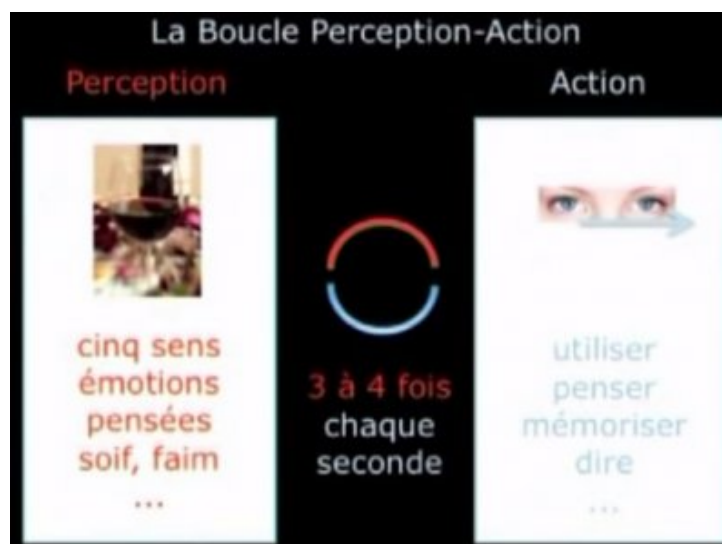 La Boucle Perception-Action
Perception
Action
cinq sens
émotions
pensées
soif, faim
...
3 à 4 fois
chaque
seconde
utiliser
penser
mémoriser
dire
...